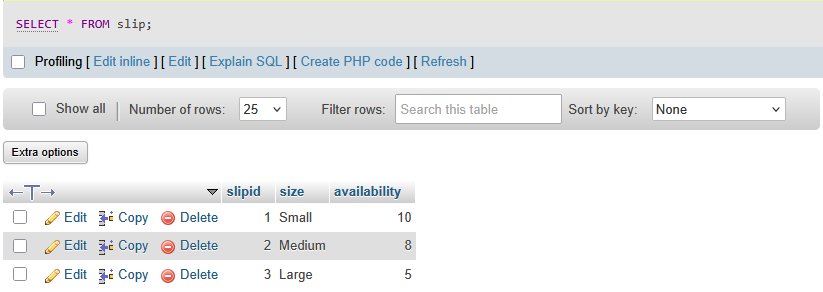 SELECT * FROM slip;
Profiling [ Edit inline ] [ Edit ] [ Explain SQL ] [ Create PHP code ] [ Refresh ]
Show all Number of rows: 25 Filter rows: Search this table Sort by key: None
Extra options
slipid size availability
Edit Copy Delete 1 Small 10
Edit Copy Delete 2 Medium 8
Edit Copy Delete 3 Large 5